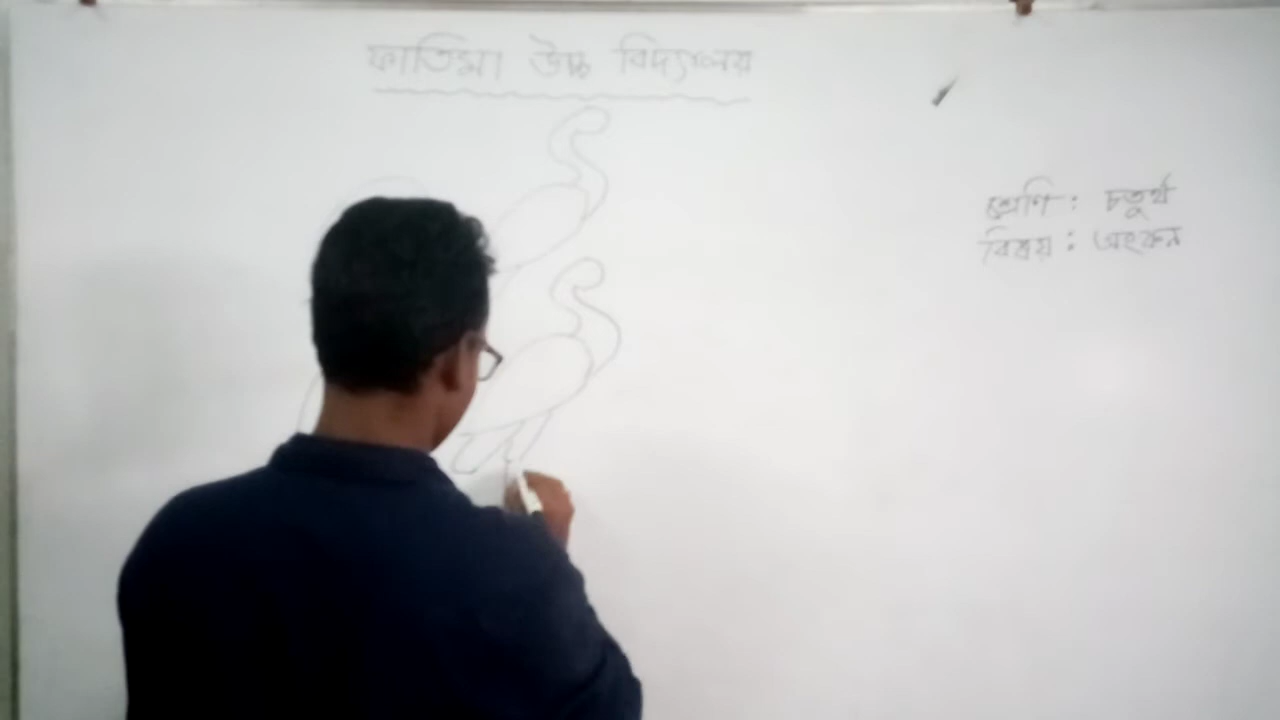 ফাতিমা উচ্চ বিদ্যালয়
শ্রেণি : চতুর্থ
বিষয় : অংকন